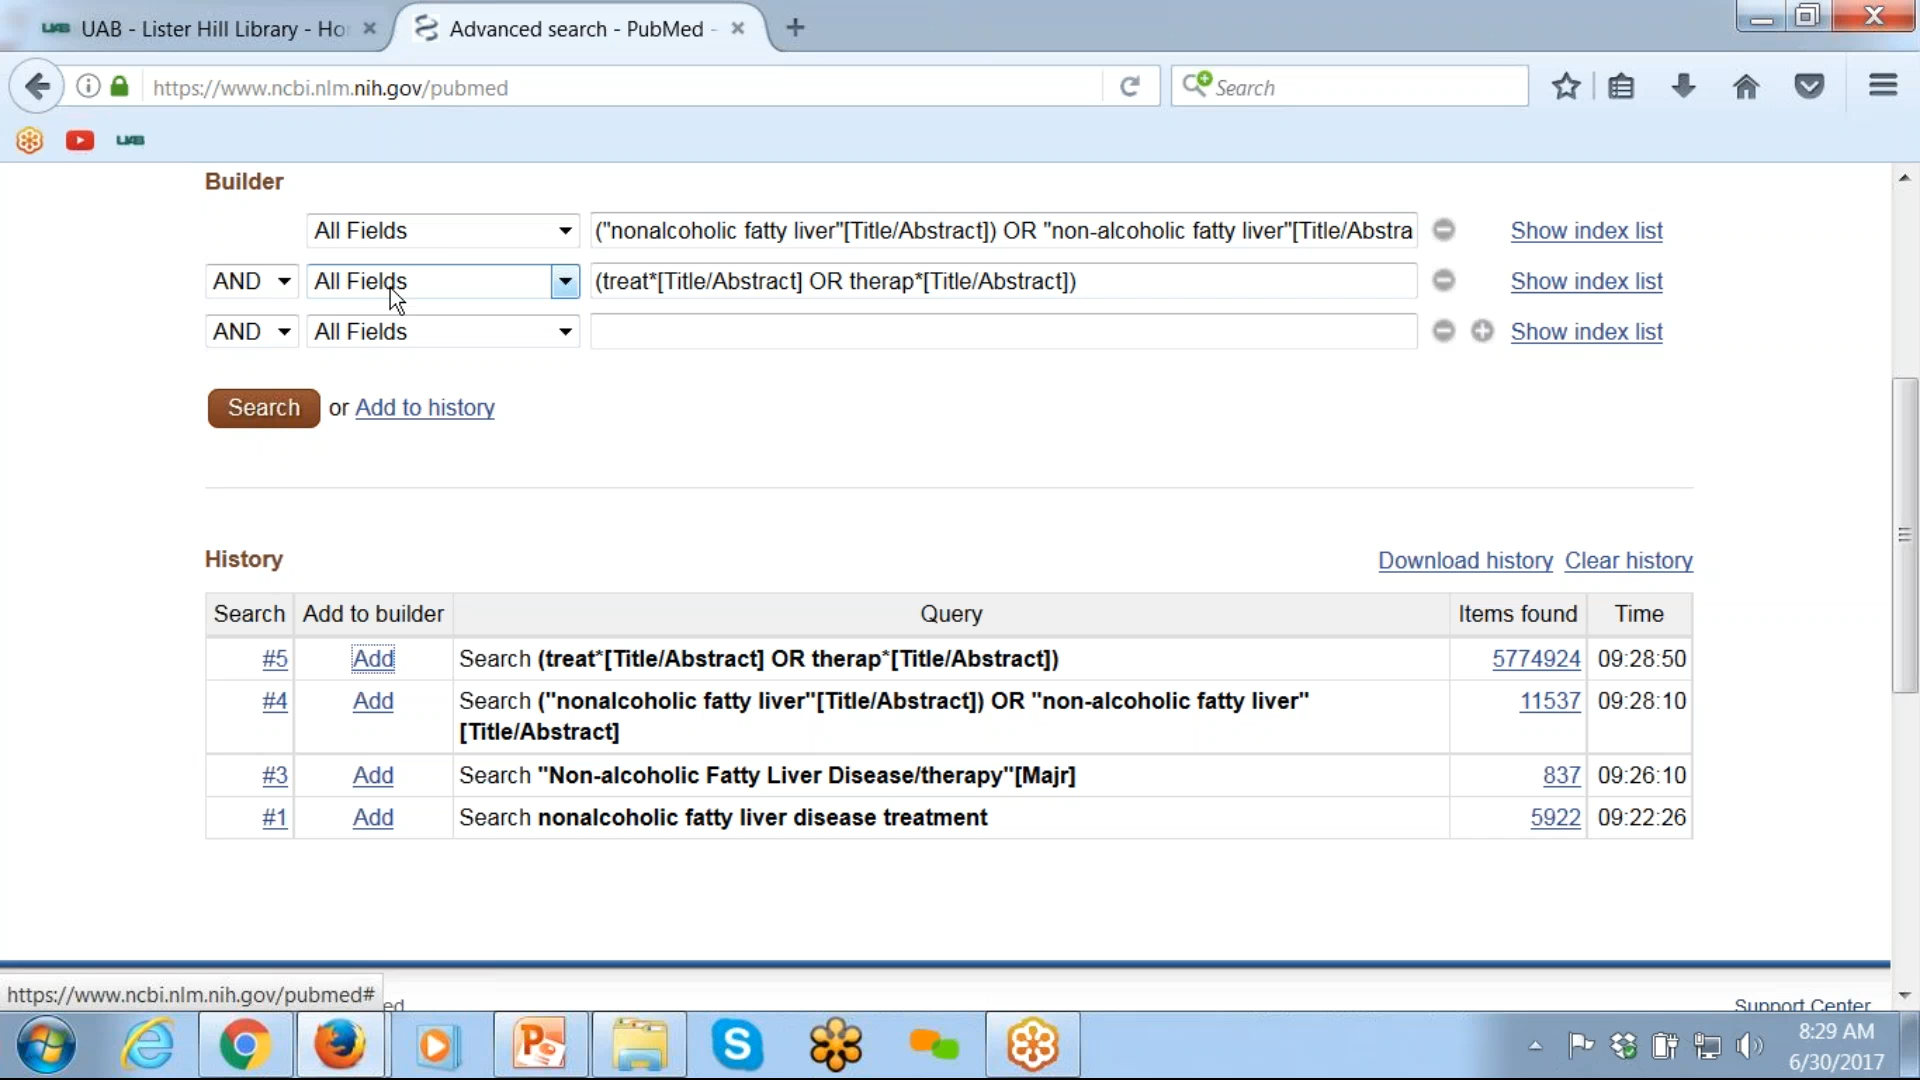 UAB - Lister Hill Library - Ho
Advanced search - PubMed -
https://www.ncbi.nlm.nih.gov/pubmed
Search
UAB
Builder
All Fields ("nonalcoholic fatty liver"[Title/Abstract]) OR "non-alcoholic fatty liver"[Title/Abstra Show index list
AND All Fields (treat*[Title/Abstract] OR therap*[Title/Abstract]) Show index list
AND All Fields Show index list
Search or Add to history
History Download history Clear history
Search Add to builder Query Items found Time
#5 Add Search (treat*[Title/Abstract] OR therap*[Title/Abstract]) 5774924 09:28:50
#4 Add Search ("nonalcoholic fatty liver"[Title/Abstract]) OR "non-alcoholic fatty liver" 11537 09:28:10
[Title/Abstract]
#3 Add Search "Non-alcoholic Fatty Liver Disease/therapy"[Majr] 837 09:26:10
#1 Add Search nonalcoholic fatty liver disease treatment 5922 09:22:26
https://www.ncbi.nlm.nih.gov/pubmed#
ed
Support Center
8:29 AM
6/30/2017